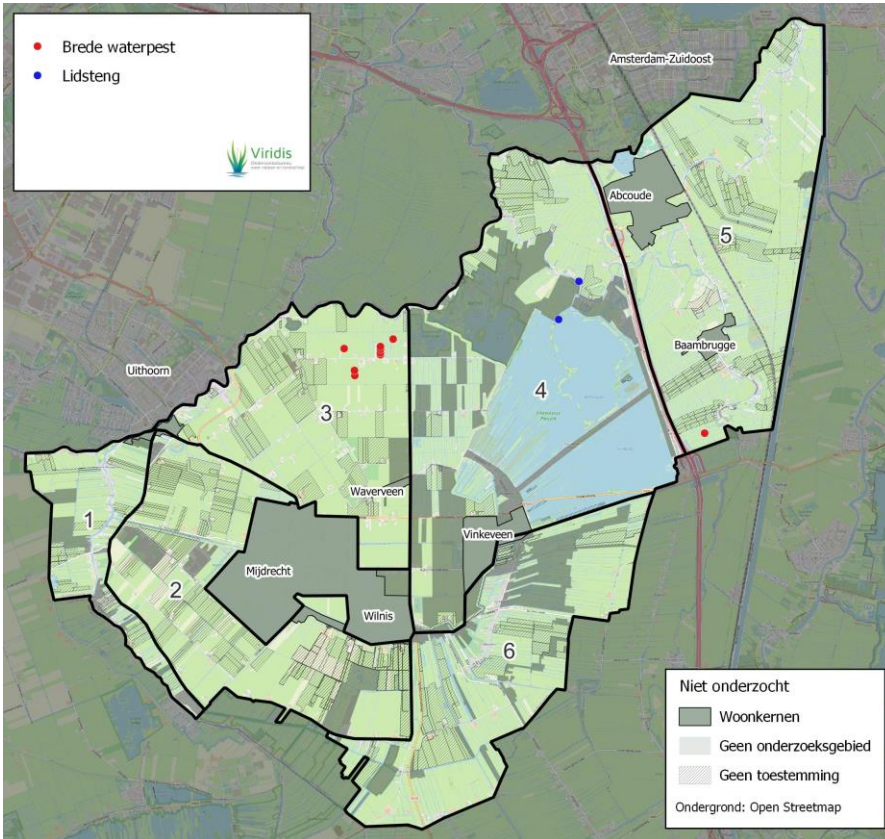 Brede waterpest
Lidsteng
Viridis
Amsterdam-Zuidoost
Abcoude
5
Baambrugge
Uithoorn
4
3
Waverveen
1
Vinkeveen
Mijdrecht
2
Wilnis
6
Niet onderzocht
Woonkernen
Geen onderzoeksgebied
Geen toestemming
Ondergrond: Open Streetmap